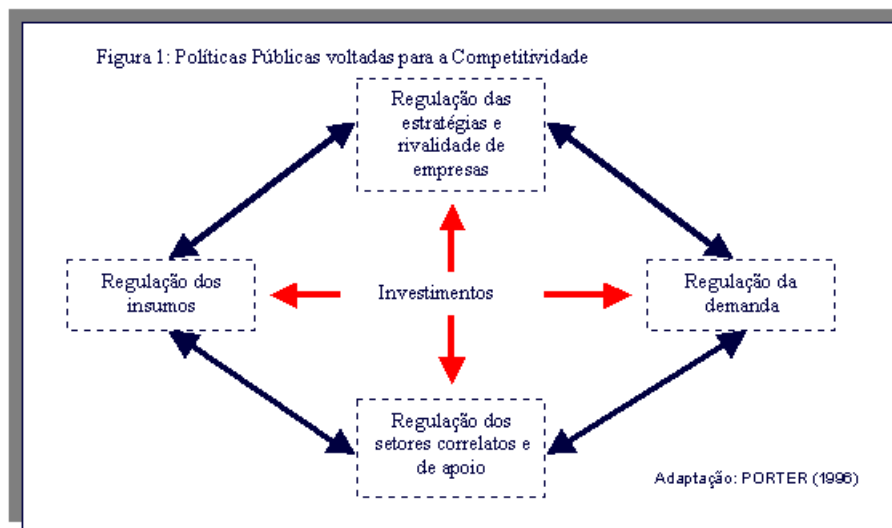 Figura 1: Políticas Públicas voltadas para a Competitividade
Regulação das
estratégias e
rivalidade de
empresas
Regulação dos
insumos
Investimentos
Regulação da
demanda
Regulação dos
setores correlatos e
de apoio
Adaptação: PORTER (1996)